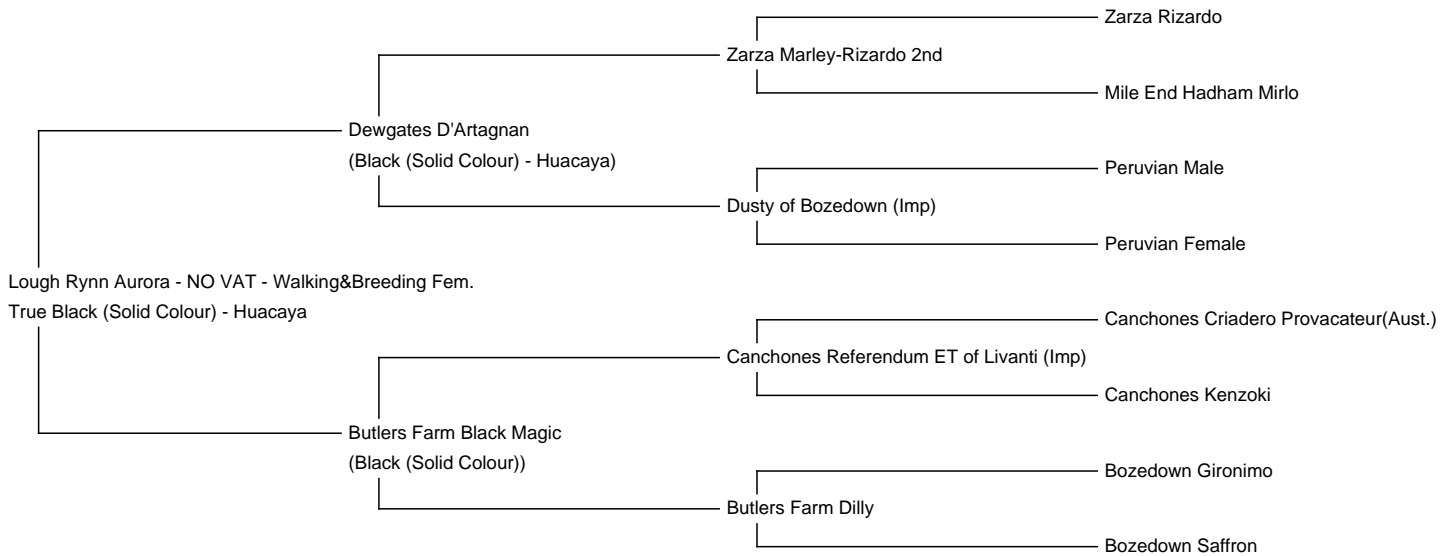 Zarza Rizardo
Zarza Marley-Rizardo 2nd
Mile End Hadham Mirlo
Dewgates D'Artagnan
(Black (Solid Colour) - Huacaya)
Peruvian Male
Dusty of Bozedown (Imp)
Peruvian Female
Lough Rynn Aurora - NO VAT - Walking&Breeding Fem.
True Black (Solid Colour) - Huacaya
Canchones Criadero Provacateur(Aust.)
Canchones Referendum ET of Livanti (Imp)
Canchones Kenzoki
Butlers Farm Black Magic
(Black (Solid Colour))
Bozedown Gironimo
Butlers Farm Dilly
Bozedown Saffron